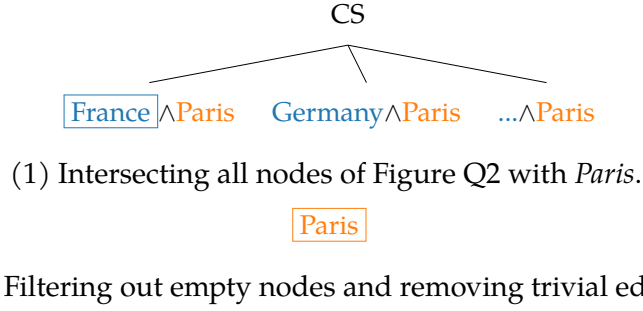 CS
France ∧Paris Germany∧Paris ...∧Paris
(1) Intersecting all nodes of Figure Q2 with Paris.
Paris
Filtering out empty nodes and removing trivial ed